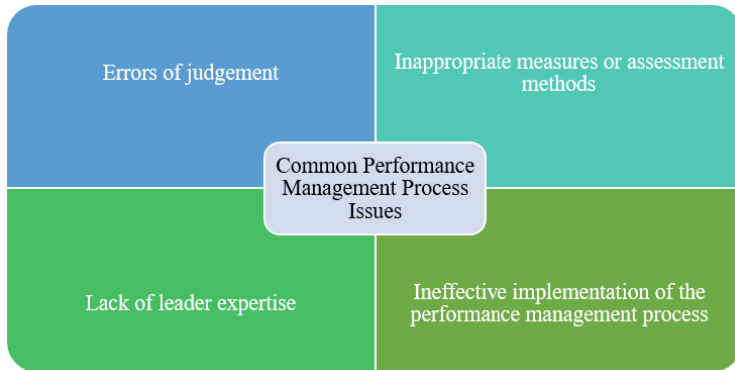 Errors of judgement
Inappropriate measures or assessment
methods
Common Performance
Management Process
Issues
Lack of leader expertise
Ineffective implementation of the
performance management process